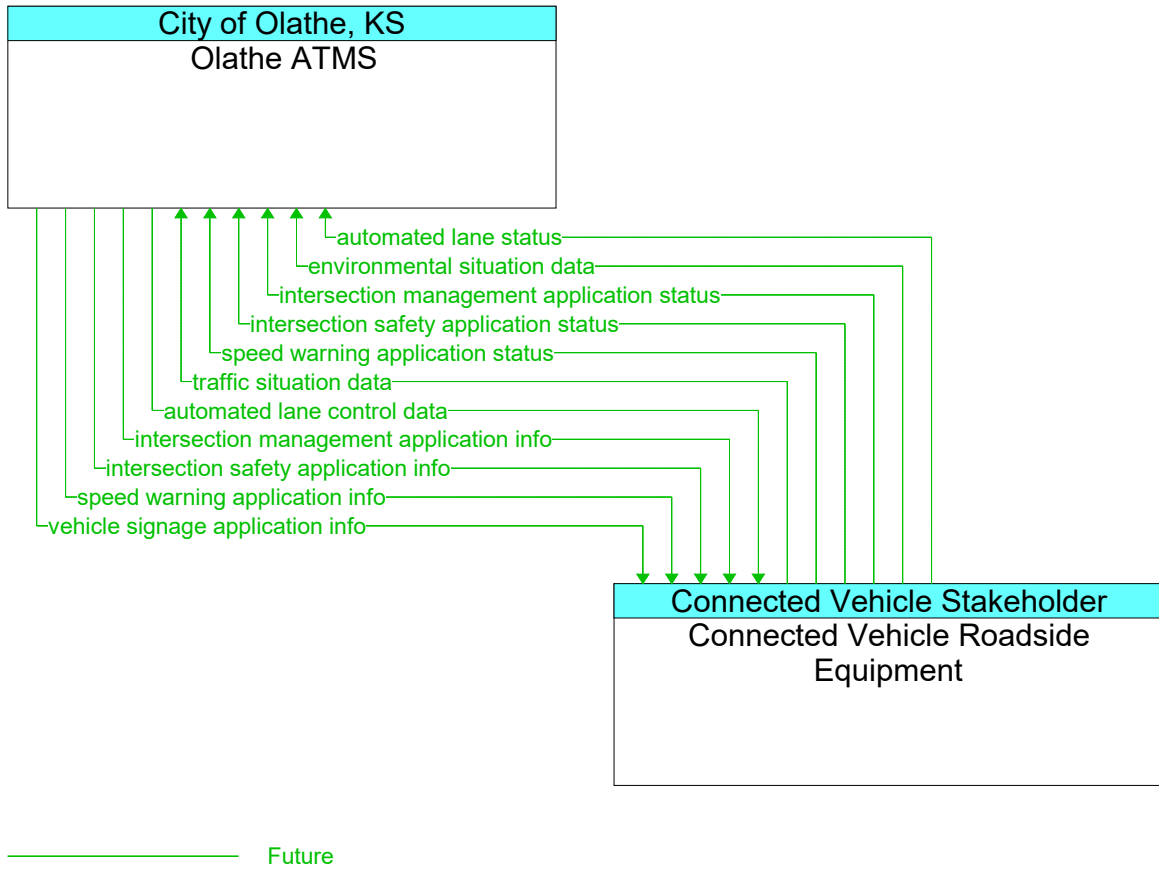 City of Olathe, KS
Olathe ATMS
automated lane status
environmental situation data
intersection management application status
intersection safety application status
speed warning application status
traffic situation data
automated lane control data
intersection management application info
intersection safety application info
speed warning application info
vehicle signage application info
Connected Vehicle Stakeholder
Connected Vehicle Roadside
Equipment
Future